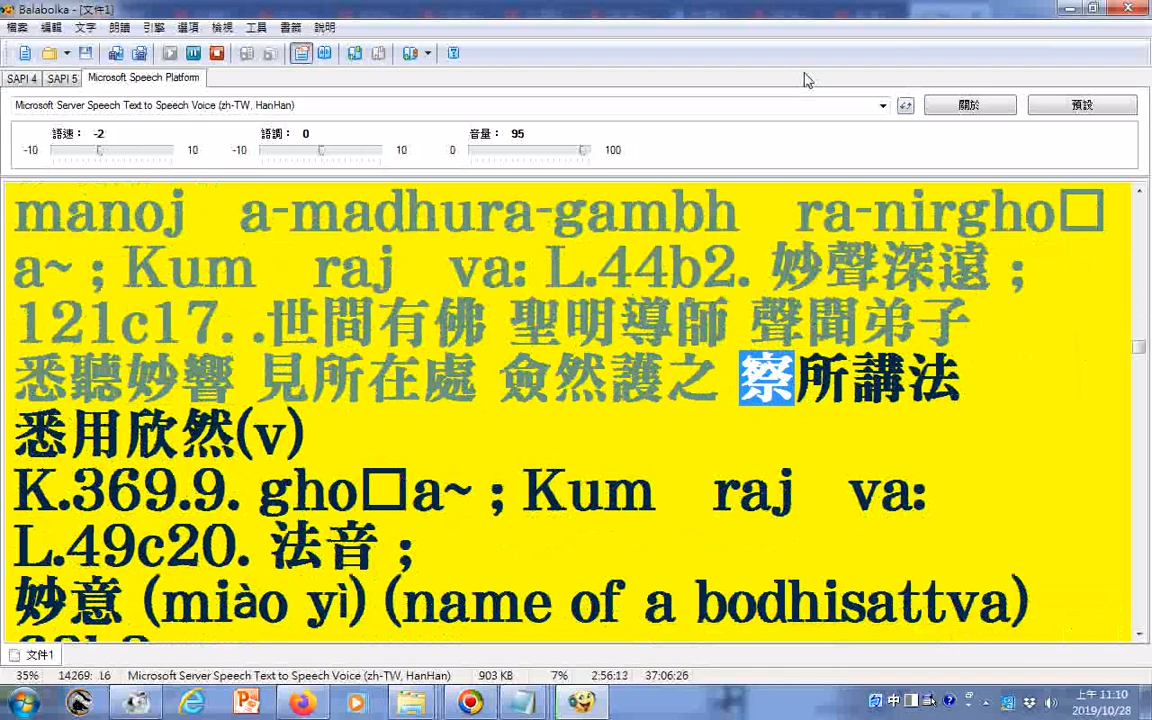 Balabolka - [文件1]
檔案 編輯 文字 朗讀 引擎 選項 檢視 工具 書籤 說明
SAPI 4 SAPI 5 Microsoft Speech Platform
Microsoft Server Speech Text to Speech Voice (zh-TW, HanHan) 關於 預設
語速： -2 語調： 0 音量： 95
-10 10 -10 10 0 100
manoj a-madhura-gambh ra-nirgho□
a~ ; Kum raj va: L.44b2. 妙聲深遠 ;
121c17. .世間有佛 聖明導師 聲聞弟子
悉聽妙響 見所在處 僉然護之 察所講法
悉用欣然(v)
K.369.9. gho□a~ ; Kum raj va:
L.49c20. 法音 ;
妙意 (miào yì) (name of a bodhisattva)
文件1
35% 14269: 16 Microsoft Server Speech Text to Speech Voice (zh-TW, HanHan) 903 KB 7% 2:56:13 37:06:26
中
上午 11:10
2019/10/28